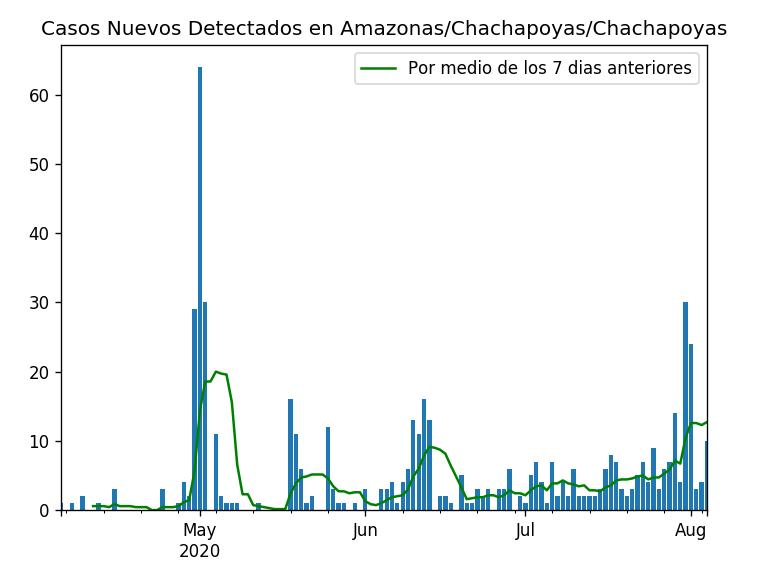 Casos Nuevos Detectados en Amazonas/Chachapoyas/Chachapoyas
Por medio de los 7 dias anteriores
60
50
40
30
20
10
0
May
2020
Jun
Jul
Aug